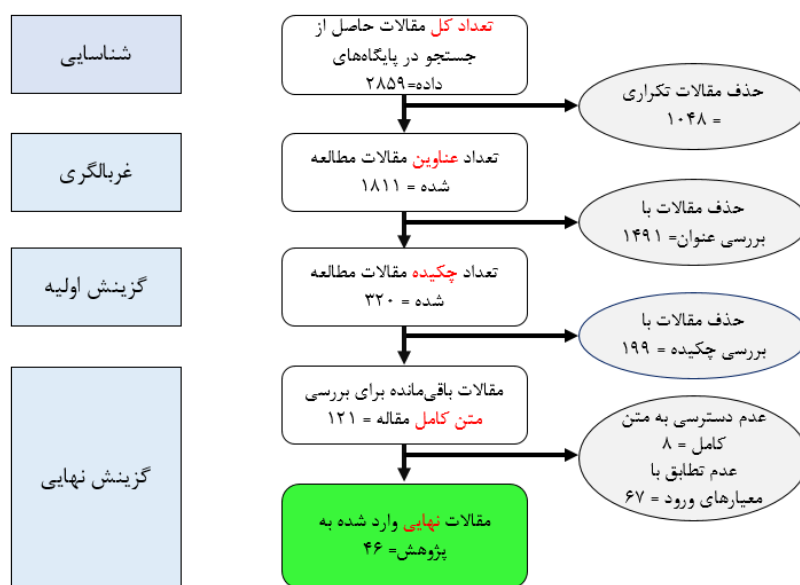 شناسایی
تعداد کل مقالات حاصل از
جستجو در پایگاه‌های
داده=۲۸۵۹
حذف مقالات تکراری
= ۱۰۴۸
غربالگری
تعداد عناوین مقالات مطالعه
شده = ۱۸۱۱
حذف مقالات با
بررسی عنوان= ۱۴۹۱
گزینش اولیه
تعداد چکیده مقالات مطالعه
شده = ۳۲۰
حذف مقالات با
بررسی چکیده = ۱۹۹
گزینش نهایی
مقالات باقی‌مانده برای بررسی
متن کامل مقاله = ۱۲۱
عدم دسترسی به متن
کامل = ۸
عدم تطابق با
معیارهای ورود = ۶۷
مقالات نهایی وارد شده به
پژوهش= ۴۶